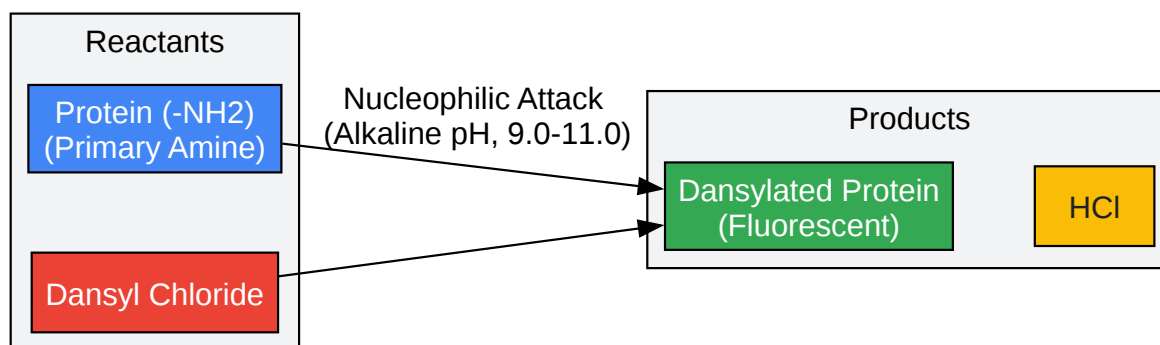 Reactants
Protein (-NH2)
(Primary Amine)
Dansyl Chloride
Nucleophilic Attack
(Alkaline pH, 9.0-11.0)
Products
Dansylated Protein
(Fluorescent)
HCl